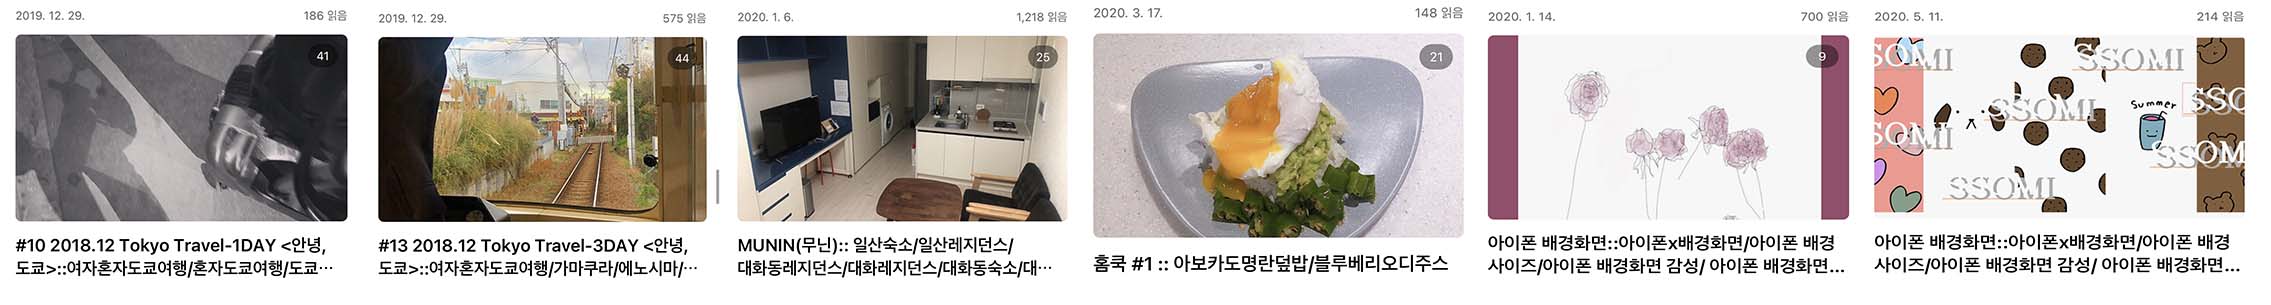 2019. 12. 29.
186 읽음
41
#10 2018.12 Tokyo Travel-1DAY <안녕,
도쿄>::여자혼자도쿄여행/혼자도쿄여행/도쿄…
2019. 12. 29.
575 읽음
44
#13 2018.12 Tokyo Travel-3DAY <안녕,
도쿄>::여자혼자도쿄여행/가마쿠라/에노시마/…
2020. 1. 6.
1,218 읽음
25
MUNIN(무닌):: 일산숙소/일산레지던스/
대화동레지던스/대화레지던스/대화동숙소/대…
2020. 3. 17.
148 읽음
21
홈쿡 #1 :: 아보카도명란덮밥/블루베리오디주스
2020. 1. 14.
700 읽음
9
아이폰 배경화면::아이폰x배경화면/아이폰 배경
사이즈/아이폰 배경화면 감성/ 아이폰 배경화면…
2020. 5. 11.
214 읽음
SSOMI
SSOMI
SSOMI
SSO
Summer
SSOMI
SSOM
SSOMI
아이폰 배경화면::아이폰x배경화면/아이폰 배경
사이즈/아이폰 배경화면 감성/ 아이폰 배경화면…